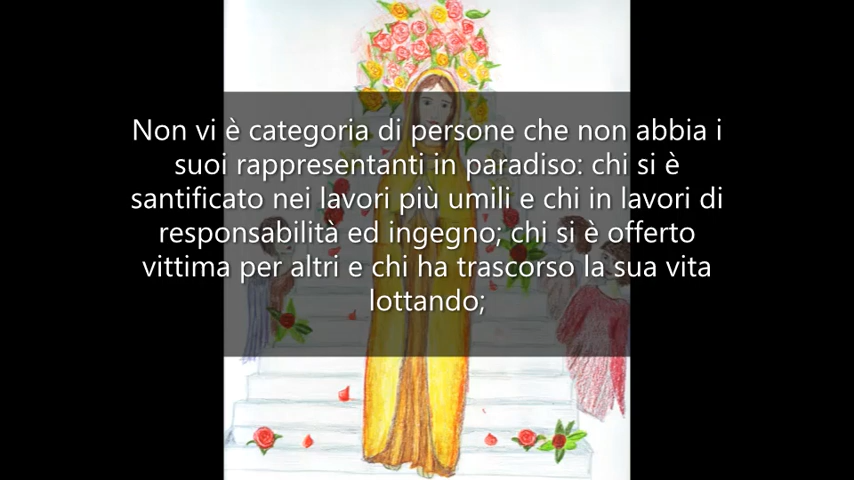 Non vi è categoria di persone che non abbia i
suoi rappresentanti in paradiso: chi si è
santificato nei lavori più umili e chi in lavori di
responsabilità ed ingegno; chi si è offerto
vittima per altri e chi ha trascorso la sua vita
lottando;